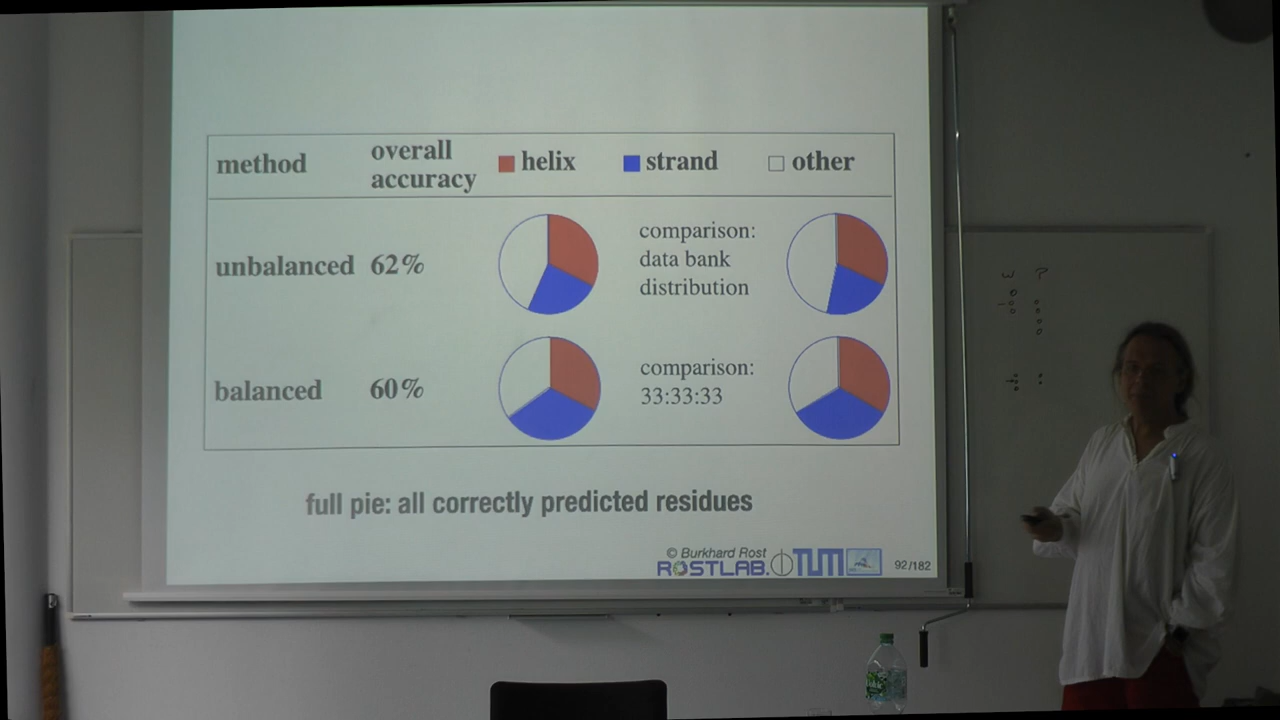 method
overall
accuracy
helix
strand
other
unbalanced 62%
comparison:
data bank
distribution
balanced 60%
comparison:
33:33:33
full pie: all correctly predicted residues
© Burkhard Rost
ROSTLAB. TUM
92/182